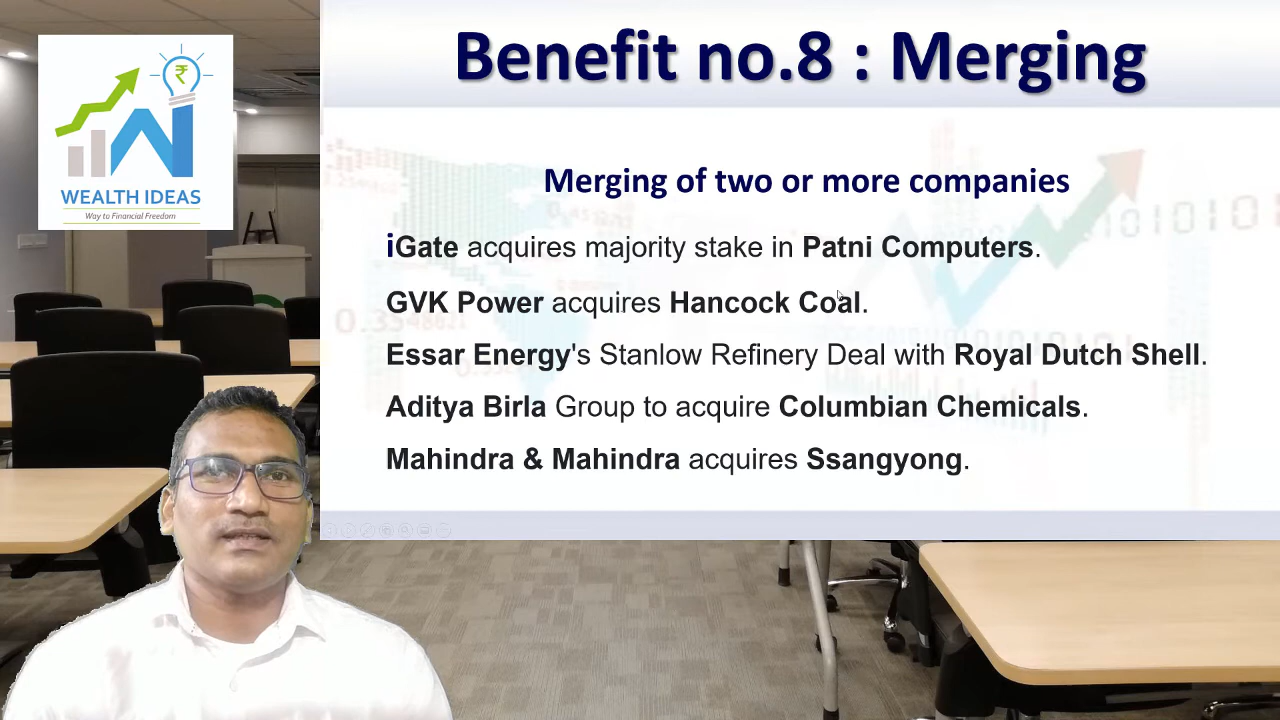 Benefit no.8 : Merging
WEALTH IDEAS
Way to Financial Freedom
Merging of two or more companies
iGate acquires majority stake in Patni Computers.
GVK Power acquires Hancock Coal.
Essar Energy's Stanlow Refinery Deal with Royal Dutch Shell.
Aditya Birla Group to acquire Columbian Chemicals.
Mahindra & Mahindra acquires Ssangyong.